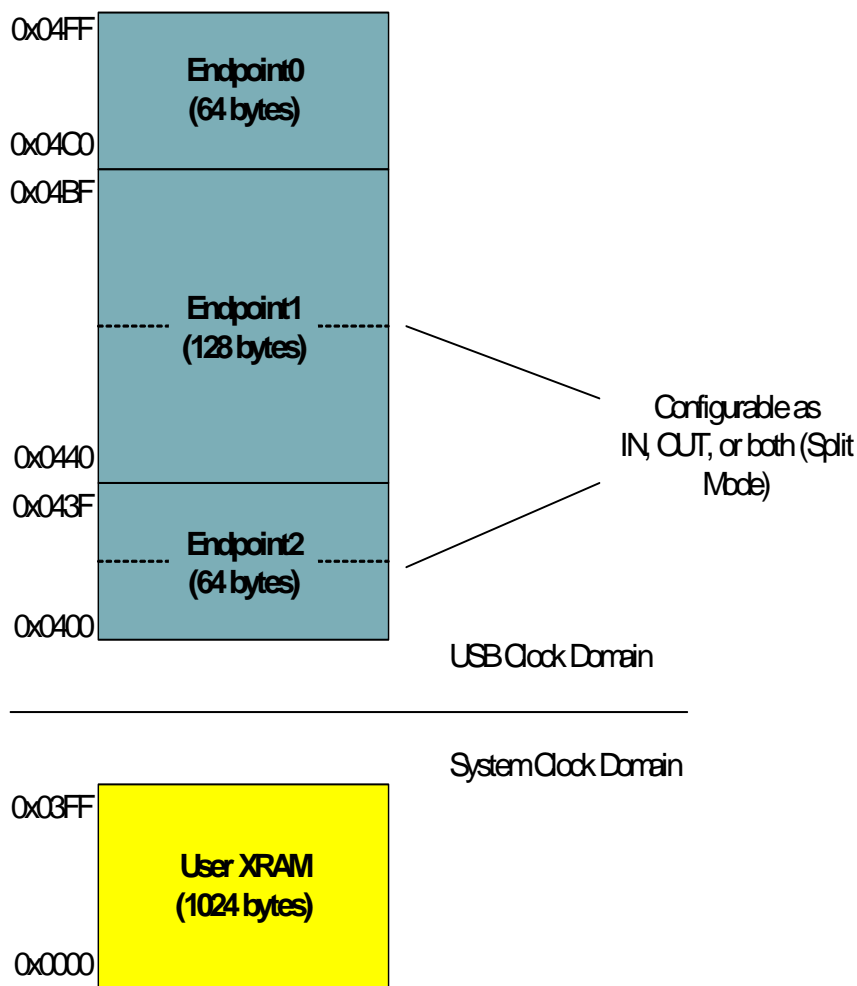 0x04FF
Endpoint0
(64 bytes)
0x04C0
0x04BF
Endpoint1
(128 bytes)
Configurable as
IN, OUT, or both (Split
Mode)
0x0440
0x043F
Endpoint2
(64 bytes)
0x0400
USB Clock Domain
System Clock Domain
0x03FF
User XRAM
(1024 bytes)
0x0000